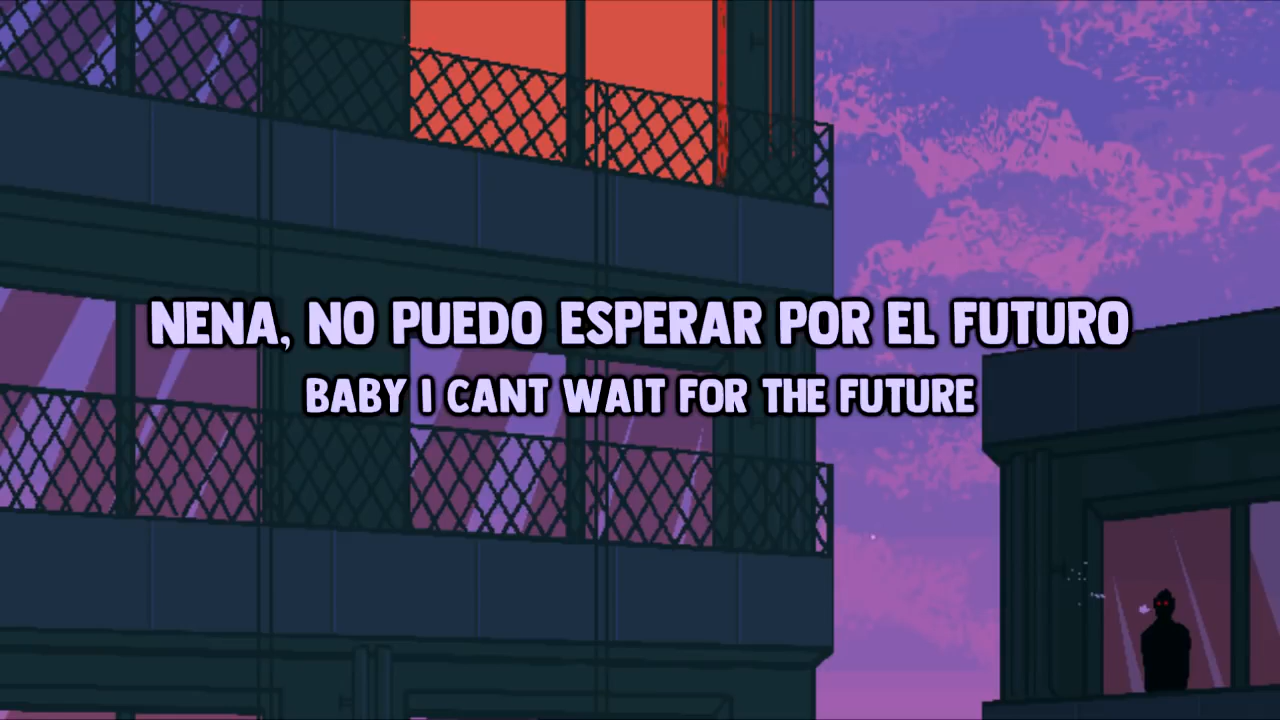 NENA, NO PUEDO ESPERAR POR EL FUTURO
BABY I CANT WAIT FOR THE FUTURE